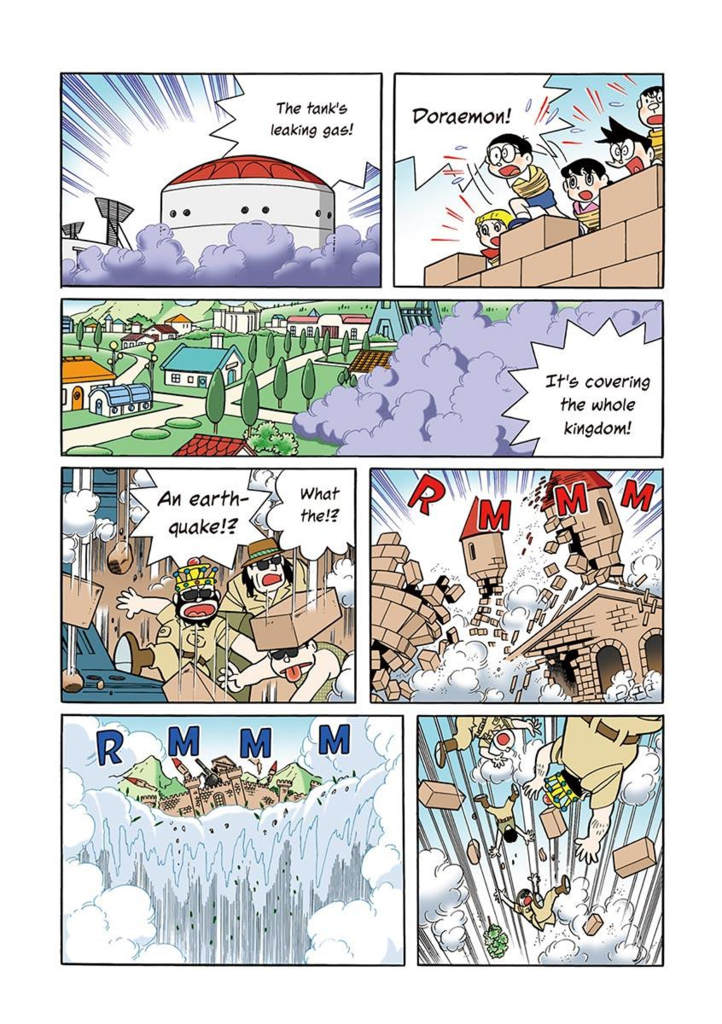 The tank's
leaking gas!
Doraemon!
It's covering
the whole
kingdom!
An earth-
quake!?
What
the!?
R M M M
R M M M